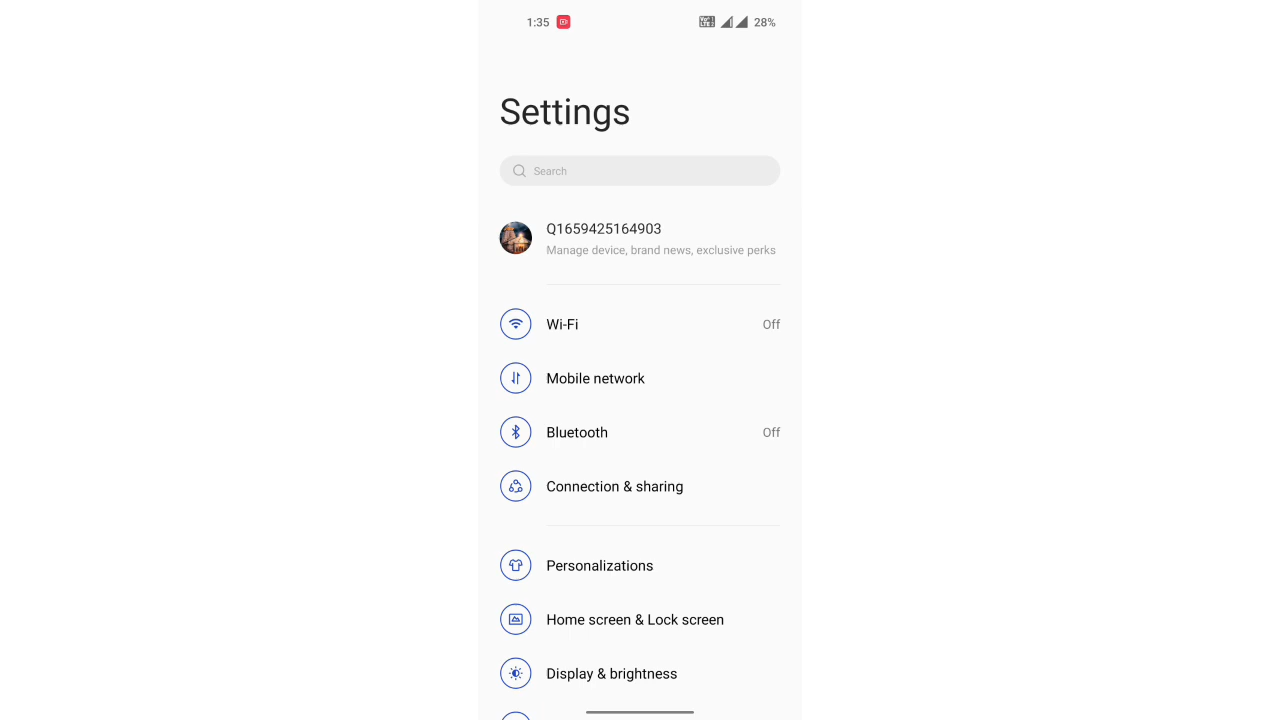 1:35
28%
Settings
Search
Q1659425164903
Manage device, brand news, exclusive perks
Wi-Fi Off
Mobile network
Bluetooth Off
Connection & sharing
Personalizations
Home screen & Lock screen
Display & brightness